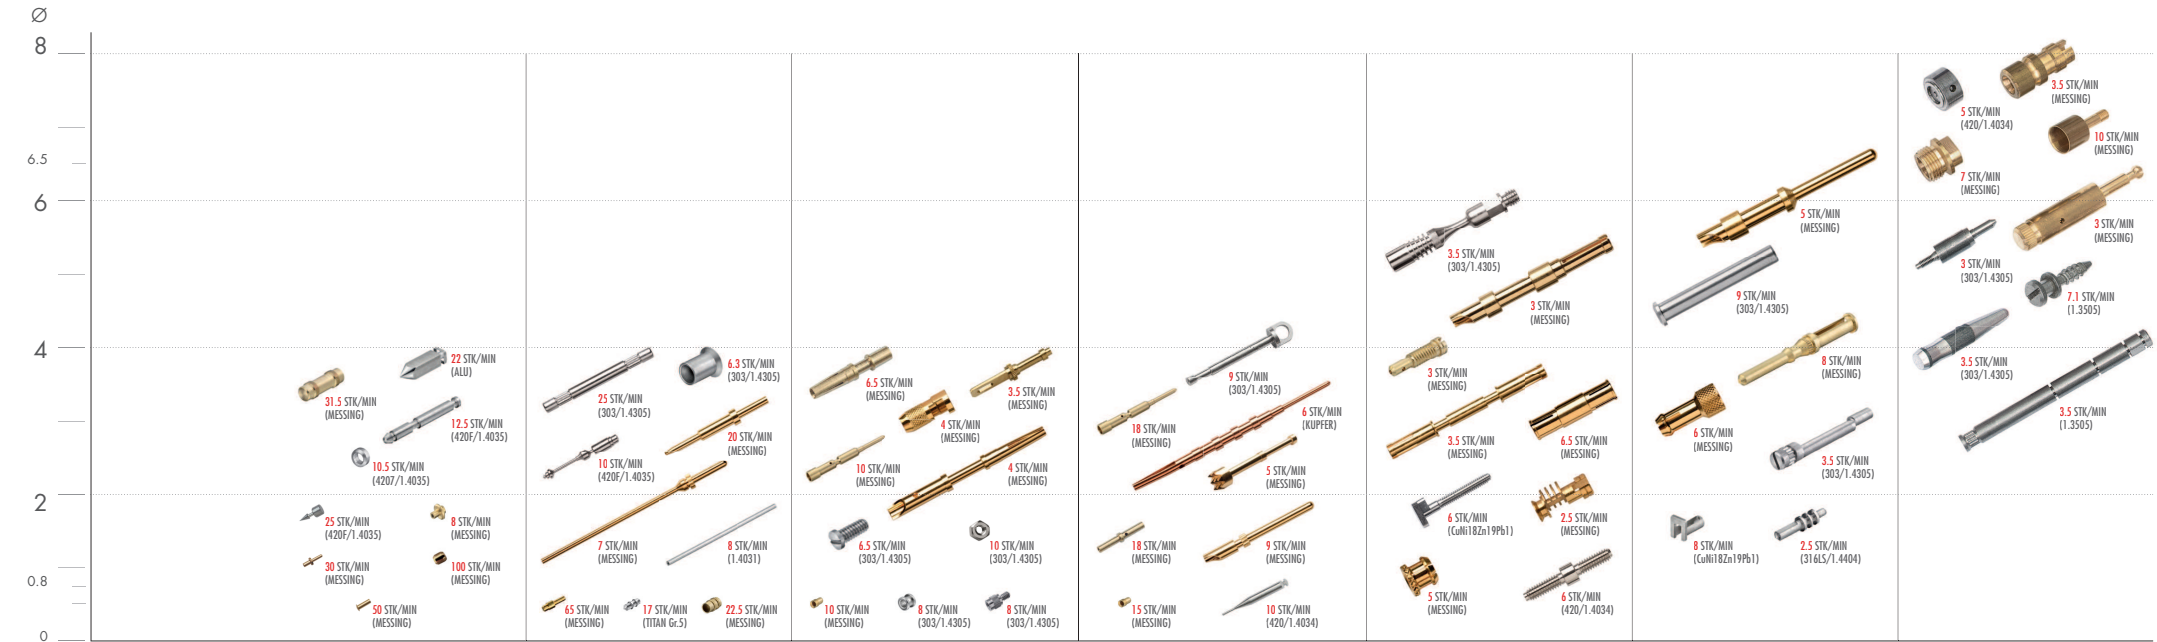 Ø
8
6.5
6
4
2
0.8
0
22 STK/MIN
(ALU)
31.5 STK/MIN
(MESSING)
12.5 STK/MIN
(420F/1.4035)
10.5 STK/MIN
(4207/1.4035)
25 STK/MIN
(420F/1.4035)
8 STK/MIN
(MESSING)
30 STK/MIN
(MESSING)
100 STK/MIN
(MESSING)
50 STK/MIN
(MESSING)
6.3 STK/MIN
(303/1.4305)
25 STK/MIN
(303/1.4305)
20 STK/MIN
(MESSING)
10 STK/MIN
(420F/1.4035)
7 STK/MIN
(MESSING)
8 STK/MIN
(1.4031)
65 STK/MIN
(MESSING)
17 STK/MIN
(TITAN Gr.5)
22.5 STK/MIN
(MESSING)
6.5 STK/MIN
(MESSING)
3.5 STK/MIN
(MESSING)
4 STK/MIN
(MESSING)
10 STK/MIN
(MESSING)
4 STK/MIN
(MESSING)
6.5 STK/MIN
(303/1.4305)
10 STK/MIN
(303/1.4305)
10 STK/MIN
(MESSING)
8 STK/MIN
(303/1.4305)
8 STK/MIN
(303/1.4305)
9 STK/MIN
(303/1.4305)
18 STK/MIN
(MESSING)
6 STK/MIN
(KUPFER)
5 STK/MIN
(MESSING)
18 STK/MIN
(MESSING)
9 STK/MIN
(MESSING)
15 STK/MIN
(MESSING)
10 STK/MIN
(420/1.4034)
3.5 STK/MIN
(303/1.4305)
3 STK/MIN
(MESSING)
3 STK/MIN
(MESSING)
3.5 STK/MIN
(MESSING)
6.5 STK/MIN
(MESSING)
6 STK/MIN
(CuNi18Zn19Pb1)
2.5 STK/MIN
(MESSING)
5 STK/MIN
(MESSING)
6 STK/MIN
(420/1.4034)
5 STK/MIN
(MESSING)
9 STK/MIN
(303/1.4305)
8 STK/MIN
(MESSING)
6 STK/MIN
(MESSING)
3.5 STK/MIN
(303/1.4305)
8 STK/MIN
(CuNi18Zn19Pb1)
2.5 STK/MIN
(316LS/1.4404)
3.5 STK/MIN
(MESSING)
5 STK/MIN
(420/1.4034)
10 STK/MIN
(MESSING)
7 STK/MIN
(MESSING)
3 STK/MIN
(MESSING)
3 STK/MIN
(303/1.4305)
7.1 STK/MIN
(1.3505)
3.5 STK/MIN
(303/1.4305)
3.5 STK/MIN
(1.3505)